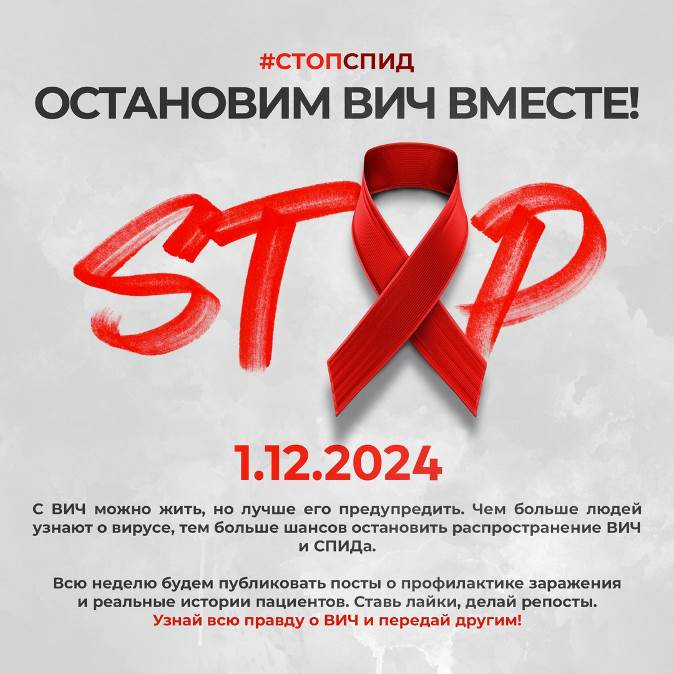 #СТОПСПИД
ОСТАНОВИМ ВИЧ ВМЕСТЕ!
STOP
1.12.2024
С ВИЧ можно жить, но лучше его предупредить. Чем больше людей
узнают о вирусе, тем больше шансов остановить распространение ВИЧ
и СПИДа.
Всю неделю будем публиковать посты о профилактике заражения
и реальные истории пациентов. Ставь лайки, делай репосты.
Узнай всю правду о ВИЧ и передай другим!